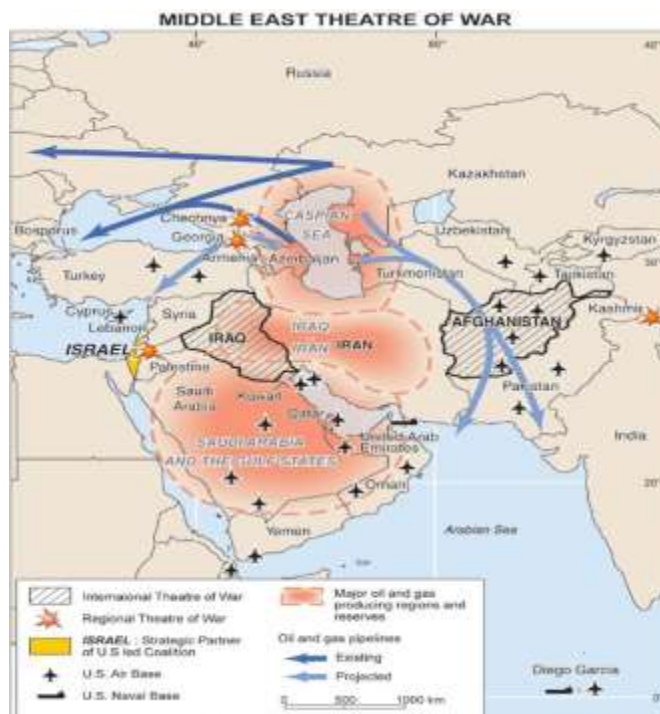 MIDDLE EAST THEATRE OF WAR
40°
60°
40°
Russia
Kazakhstan
Chechnya
CASPIAN
SEA
Bosporus
Georgia
Uzbekistan
Kyrgyzstan
Armenia
Azerbaijan
Turkey
Turkmenistan
Tajikistan
Cyprus
Syria
Kashmir
Lebanon
AFGHANISTAN
IRAQ
IRAQ
IRAN
IRAN
ISRAEL
Palestine
Pakistan
Saudi
Arabia
Kuwait
Qatar
United Arab
Emirates
India
SAUDI ARABIA
AND THE GULF STATES
Oman
20°
Yemen
Arabian Sea
Internaional Theatre of War
Regional Theatre of War
ISRAEL : Strategic Partner
of U.S led Coalition
U.S. Air Base
U.S. Naval Base
Major oil and gas
producing regions and
reserves
Oil and gas pipelines
Existing
Projected
0 500 1000 km
Diego Garcia
0°